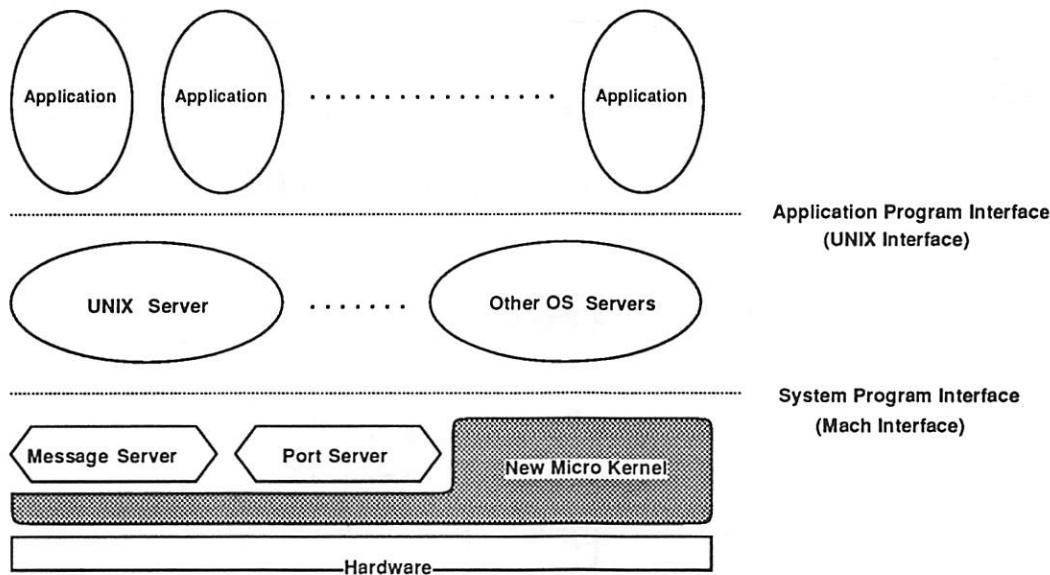 Application
Application
Application
Application Program Interface
(UNIX Interface)
UNIX Server
Other OS Servers
System Program Interface
(Mach Interface)
Message Server
Port Server
New Micro Kernel
Hardware